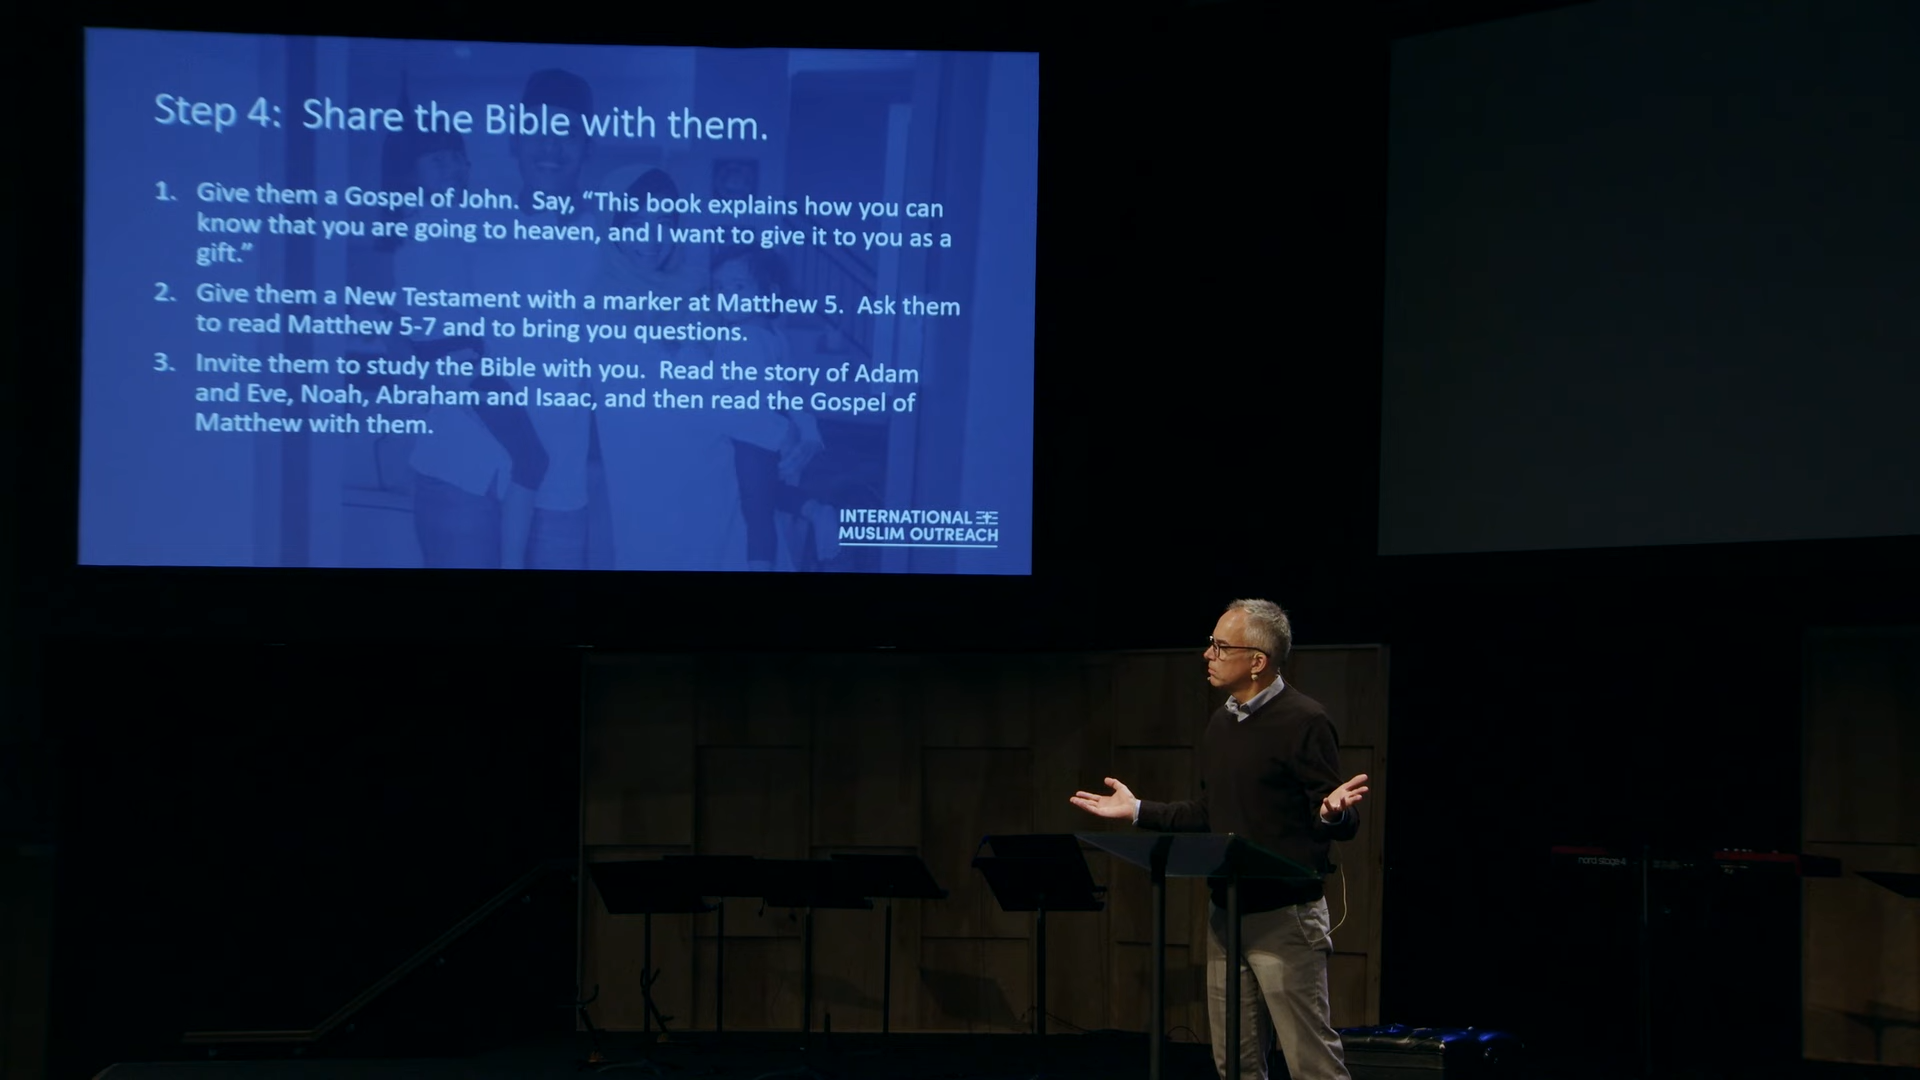 Step 4:  Share the Bible with them.
1. Give them a Gospel of John.  Say, “This book explains how you can
know that you are going to heaven, and I want to give it to you as a
gift.”
2. Give them a New Testament with a marker at Matthew 5.  Ask them
to read Matthew 5-7 and to bring you questions.
3. Invite them to study the Bible with you.  Read the story of Adam
and Eve, Noah, Abraham and Isaac, and then read the Gospel of
Matthew with them.
INTERNATIONAL
MUSLIM OUTREACH
nord stage 4